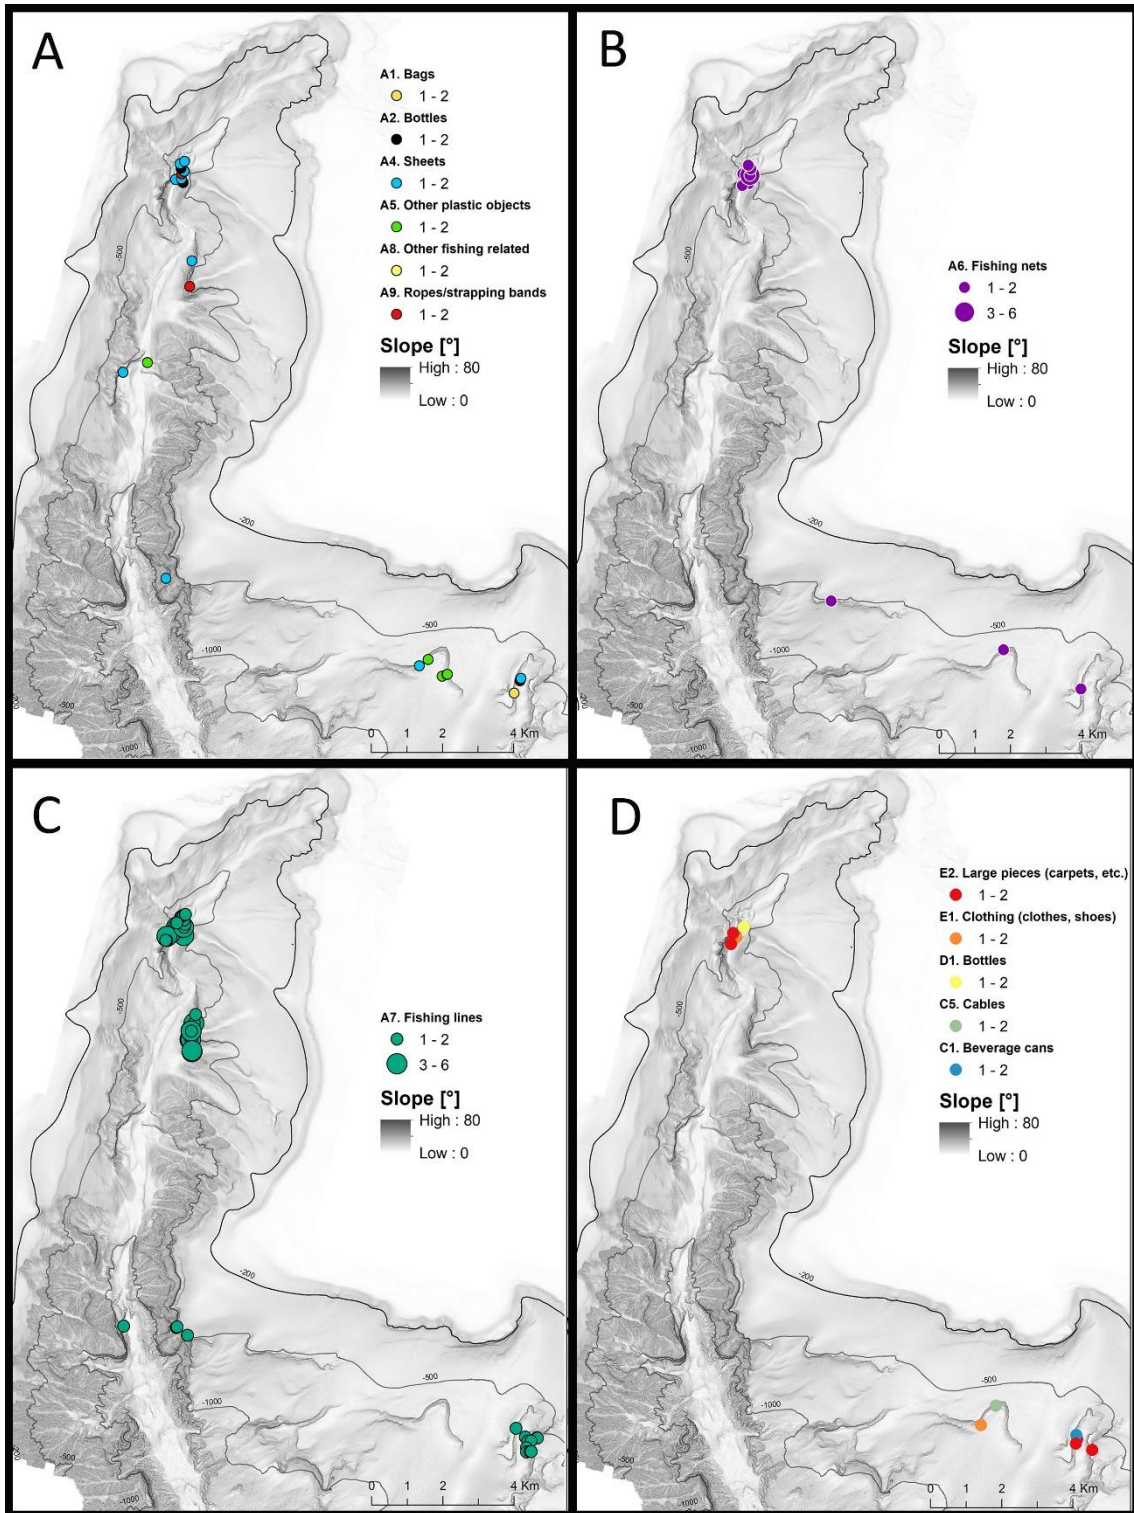 A
A1. Bags
1 - 2
A2. Bottles
1 - 2
A4. Sheets
1 - 2
A5. Other plastic objects
1 - 2
A8. Other fishing related
1 - 2
A9. Ropes/strapping bands
1 - 2
Slope [°]
High : 80
Low : 0
-500
-200
-500
-1000
-1000
0 1 2 4 Km
B
A6. Fishing nets
1 - 2
3 - 6
Slope [°]
High : 80
Low : 0
-500
-200
-500
-1000
-1000
0 1 2 4 Km
C
A7. Fishing lines
1 - 2
3 - 6
Slope [°]
High : 80
Low : 0
-500
-200
-500
-1000
-1000
0 1 2 4 Km
D
E2. Large pieces (carpets, etc.)
1 - 2
E1. Clothing (clothes, shoes)
1 - 2
D1. Bottles
1 - 2
C5. Cables
1 - 2
C1. Beverage cans
1 - 2
Slope [°]
High : 80
Low : 0
-500
-200
-500
-1000
-1000
0 1 2 4 Km